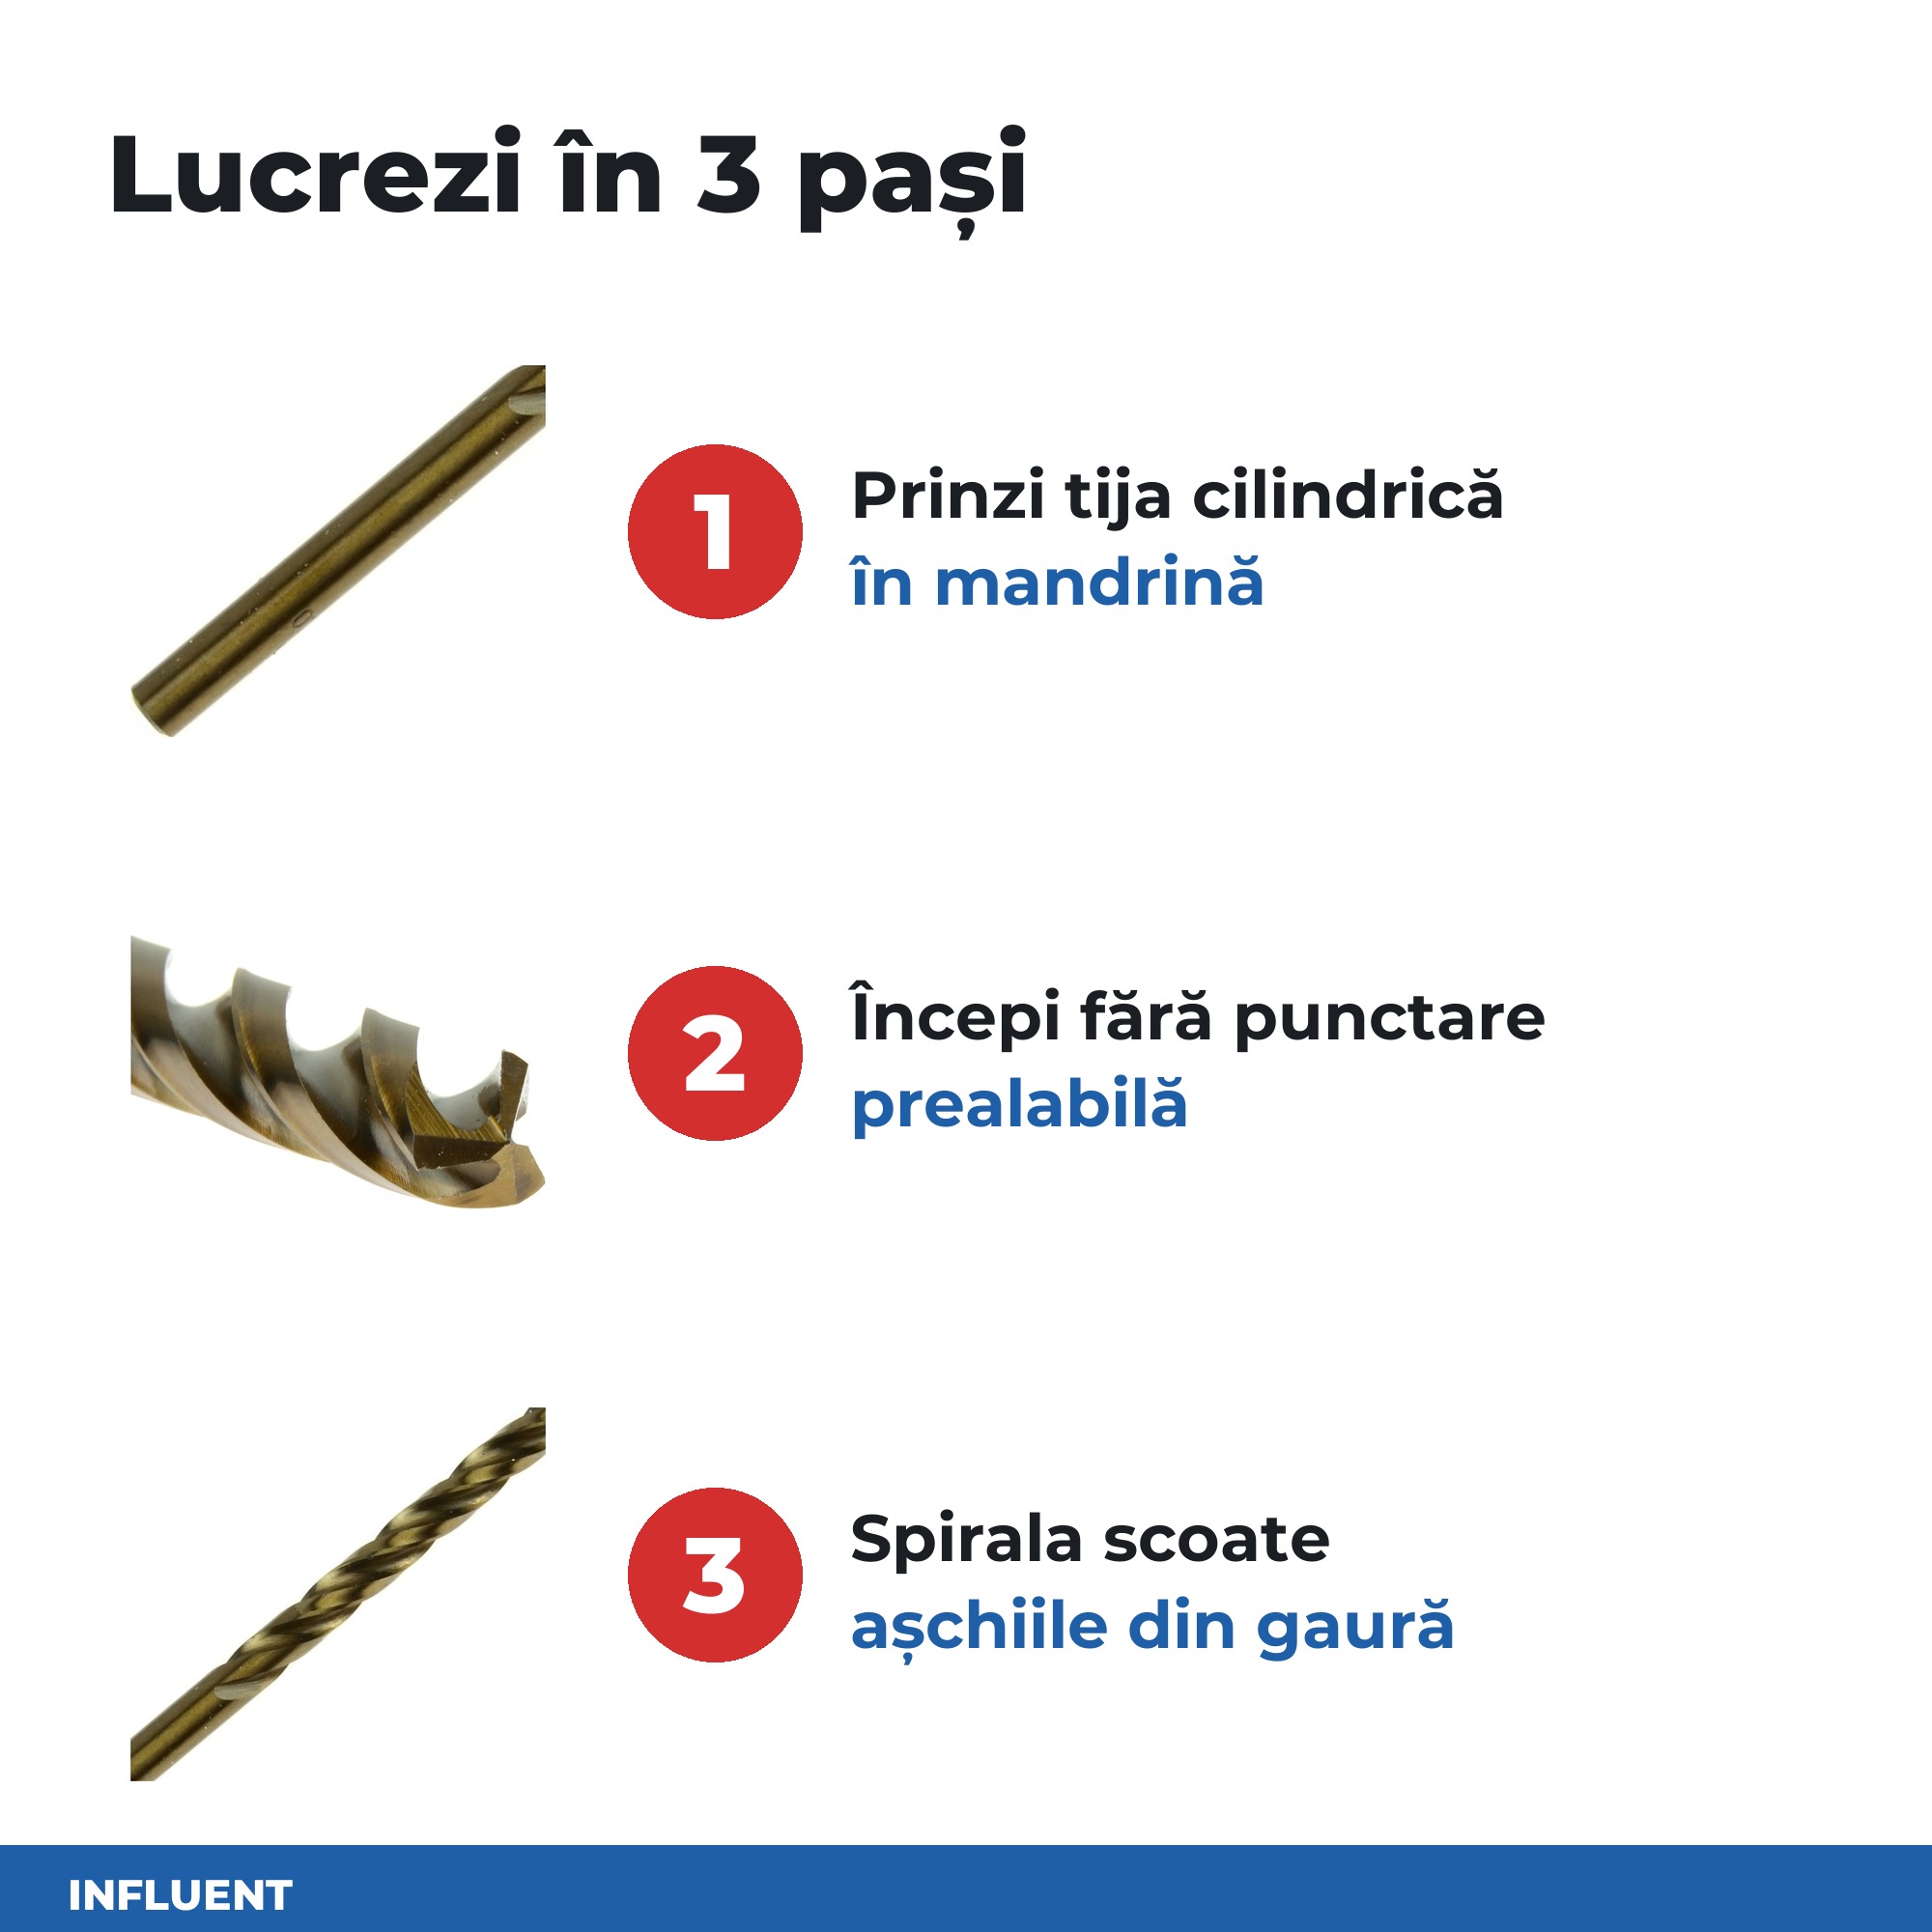 Lucrezi în 3 pași
1
Prinzi tija cilindrică
în mandrină
2
Începi fără punctare
prealabilă
3
Spirala scoate
așchiile din gaură
INFLUENT